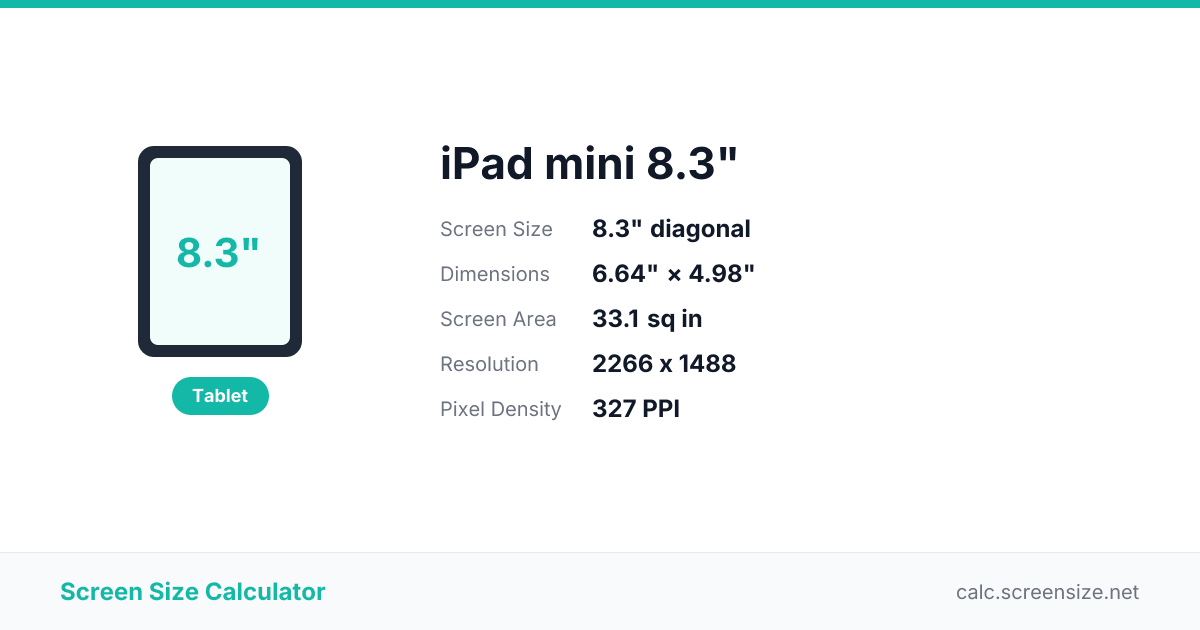 8.3"
Tablet
iPad mini 8.3"
Screen Size 8.3" diagonal
Dimensions 6.64" × 4.98"
Screen Area 33.1 sq in
Resolution 2266 x 1488
Pixel Density 327 PPI
Screen Size Calculator
calc.screensize.net